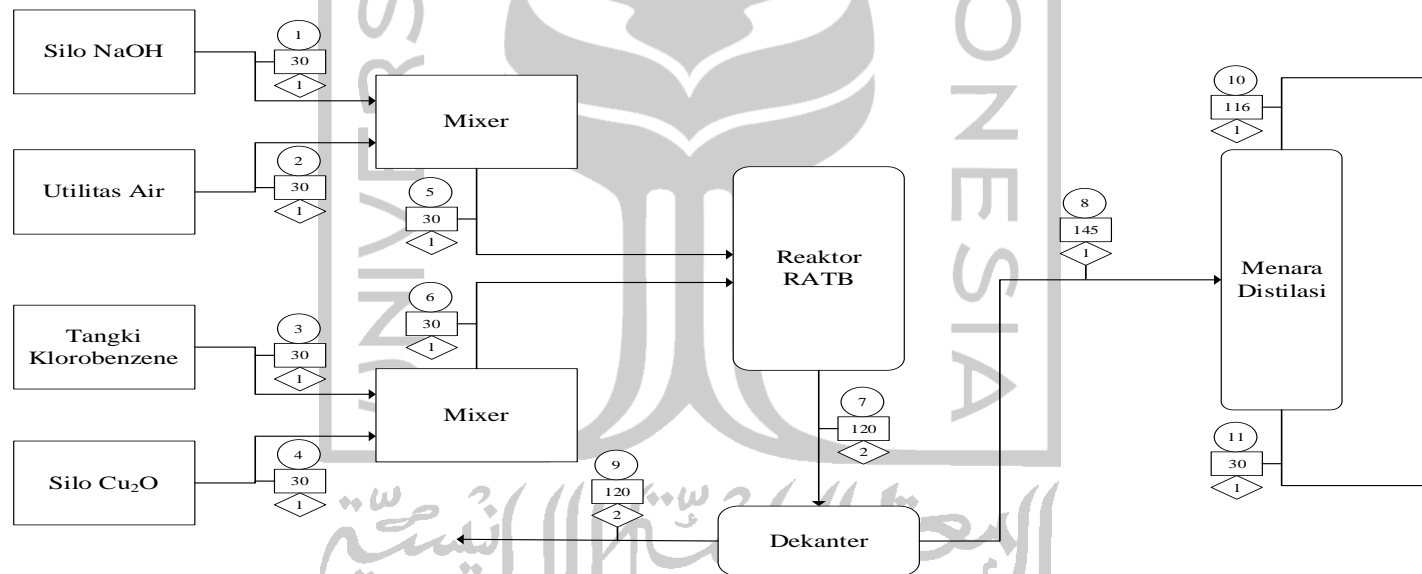 Silo NaOH
1
30
1
Mixer
Utilitas Air
2
30
1
5
30
1
Reaktor
RATB
Tangki
Klorobenzene
3
30
1
6
30
1
Mixer
Silo Cu₂O
4
30
1
7
120
2
Dekanter
9
120
2
8
145
1
Menara
Distilasi
10
116
1
11
30
1
ONESIA